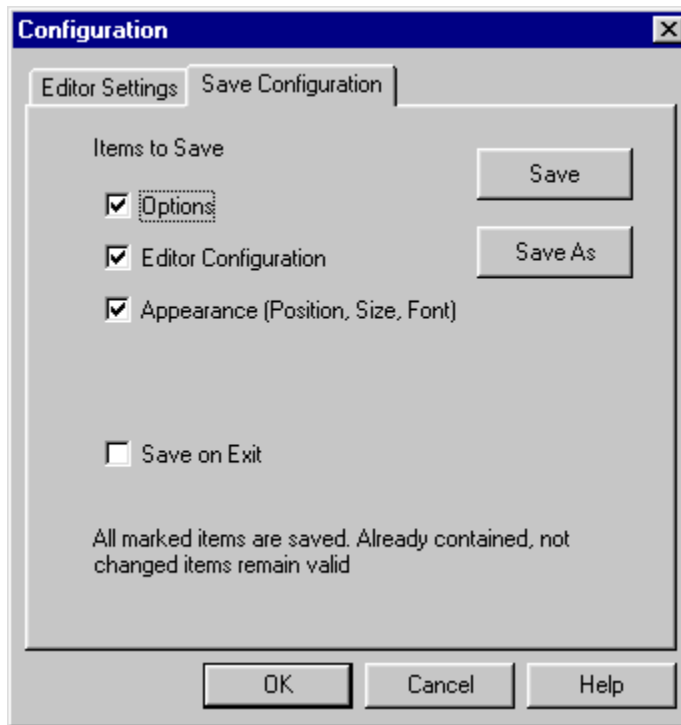 Configuration
Editor Settings
Save Configuration
Items to Save
Save
Options
Editor Configuration
Save As
Appearance (Position, Size, Font)
Save on Exit
All marked items are saved. Already contained, not
changed items remain valid
OK
Cancel
Help